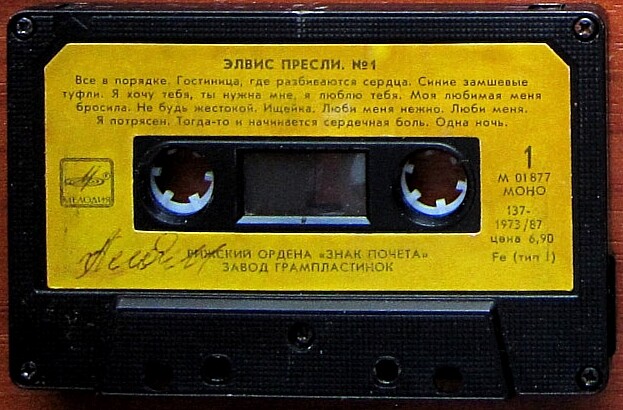 ЭЛВИС ПРЕСЛИ. №1
Все в порядке. Гостиница, где разбиваются сердца. Синие замшевые
туфли. Я хочу тебя, ты нужна мне, я люблю тебя. Моя любимая меня
бросила. Не будь жестокой. Ищейка. Люби меня нежно. Люби меня.
Я потрясен. Тогда-то и начинается сердечная боль. Одна ночь.
1
М 01877
МОНО
МЕЛОДИЯ
137-
1973/87
цена 6,90
Fe (тип I)
РИЖСКИЙ ОРДЕНА «ЗНАК ПОЧЕТА»
ЗАВОД ГРАМПЛАСТИНОК